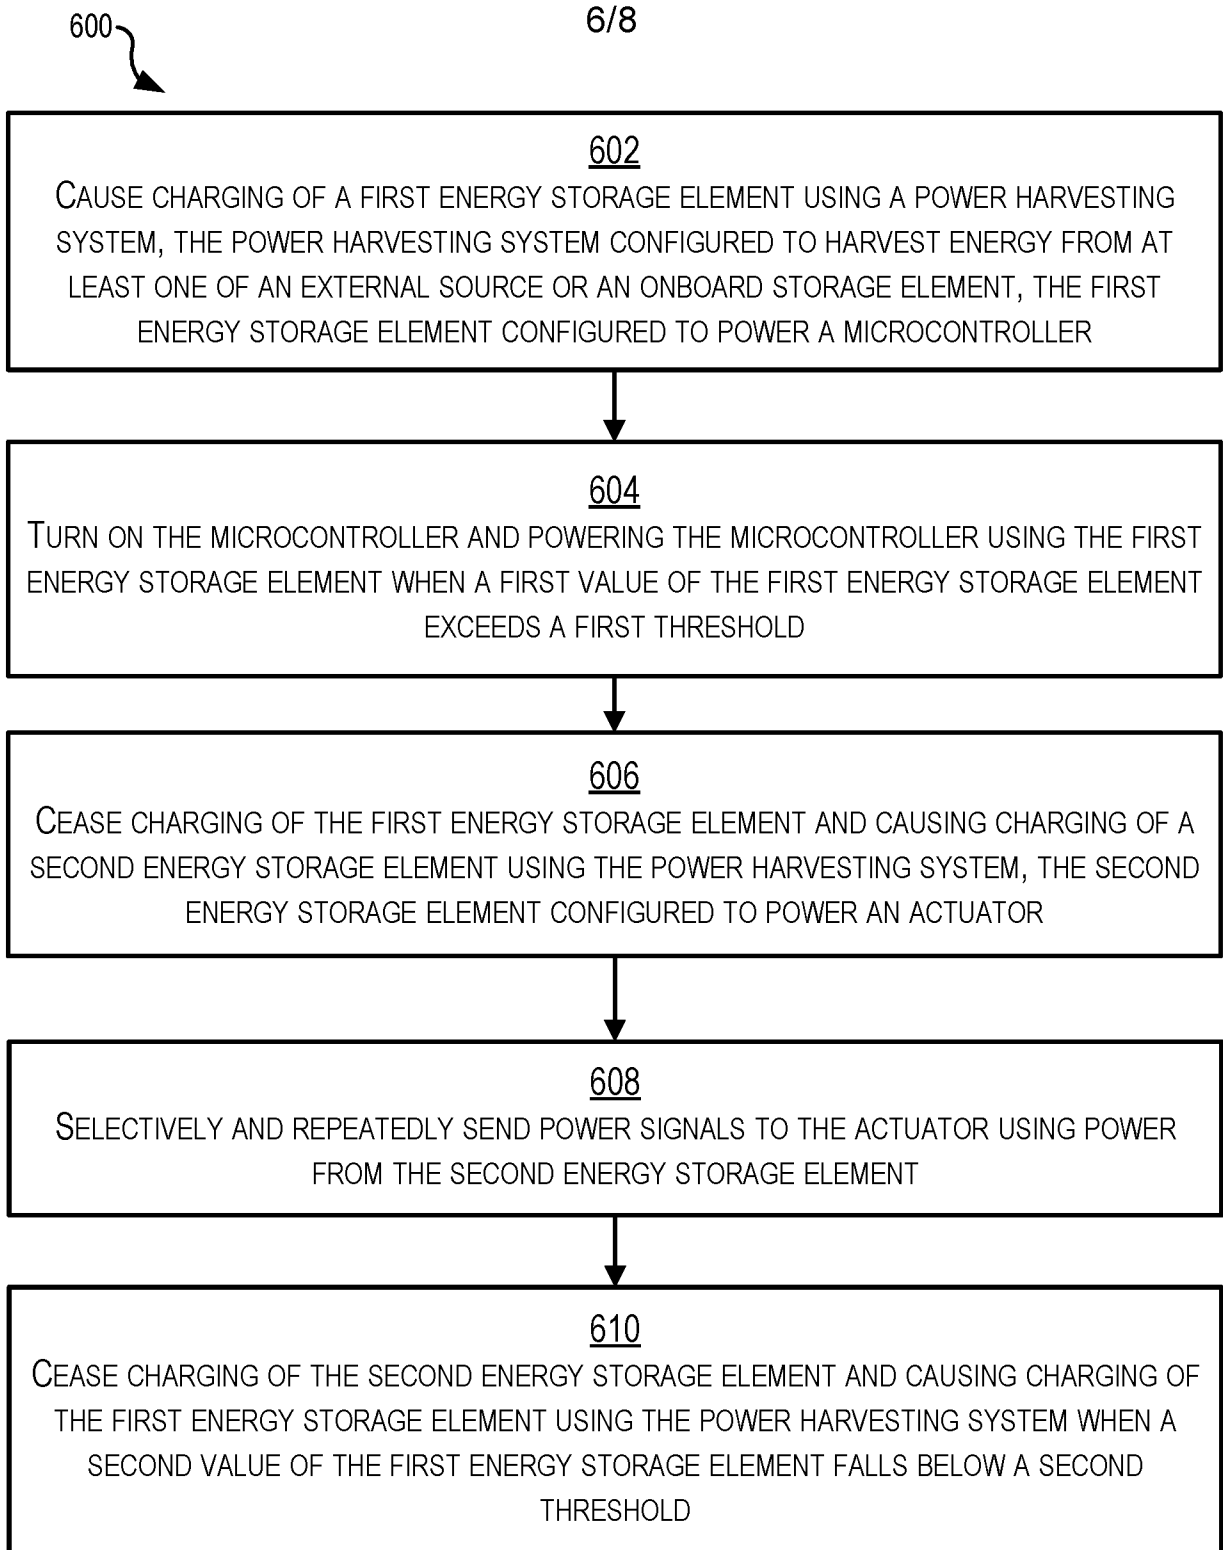 6/8
600
602
CAUSE CHARGING OF A FIRST ENERGY STORAGE ELEMENT USING A POWER HARVESTING
SYSTEM, THE POWER HARVESTING SYSTEM CONFIGURED TO HARVEST ENERGY FROM AT
LEAST ONE OF AN EXTERNAL SOURCE OR AN ONBOARD STORAGE ELEMENT, THE FIRST
ENERGY STORAGE ELEMENT CONFIGURED TO POWER A MICROCONTROLLER
604
TURN ON THE MICROCONTROLLER AND POWERING THE MICROCONTROLLER USING THE FIRST
ENERGY STORAGE ELEMENT WHEN A FIRST VALUE OF THE FIRST ENERGY STORAGE ELEMENT
EXCEEDS A FIRST THRESHOLD
606
CEASE CHARGING OF THE FIRST ENERGY STORAGE ELEMENT AND CAUSING CHARGING OF A
SECOND ENERGY STORAGE ELEMENT USING THE POWER HARVESTING SYSTEM, THE SECOND
ENERGY STORAGE ELEMENT CONFIGURED TO POWER AN ACTUATOR
608
SELECTIVELY AND REPEATEDLY SEND POWER SIGNALS TO THE ACTUATOR USING POWER
FROM THE SECOND ENERGY STORAGE ELEMENT
610
CEASE CHARGING OF THE SECOND ENERGY STORAGE ELEMENT AND CAUSING CHARGING OF
THE FIRST ENERGY STORAGE ELEMENT USING THE POWER HARVESTING SYSTEM WHEN A
SECOND VALUE OF THE FIRST ENERGY STORAGE ELEMENT FALLS BELOW A SECOND
THRESHOLD